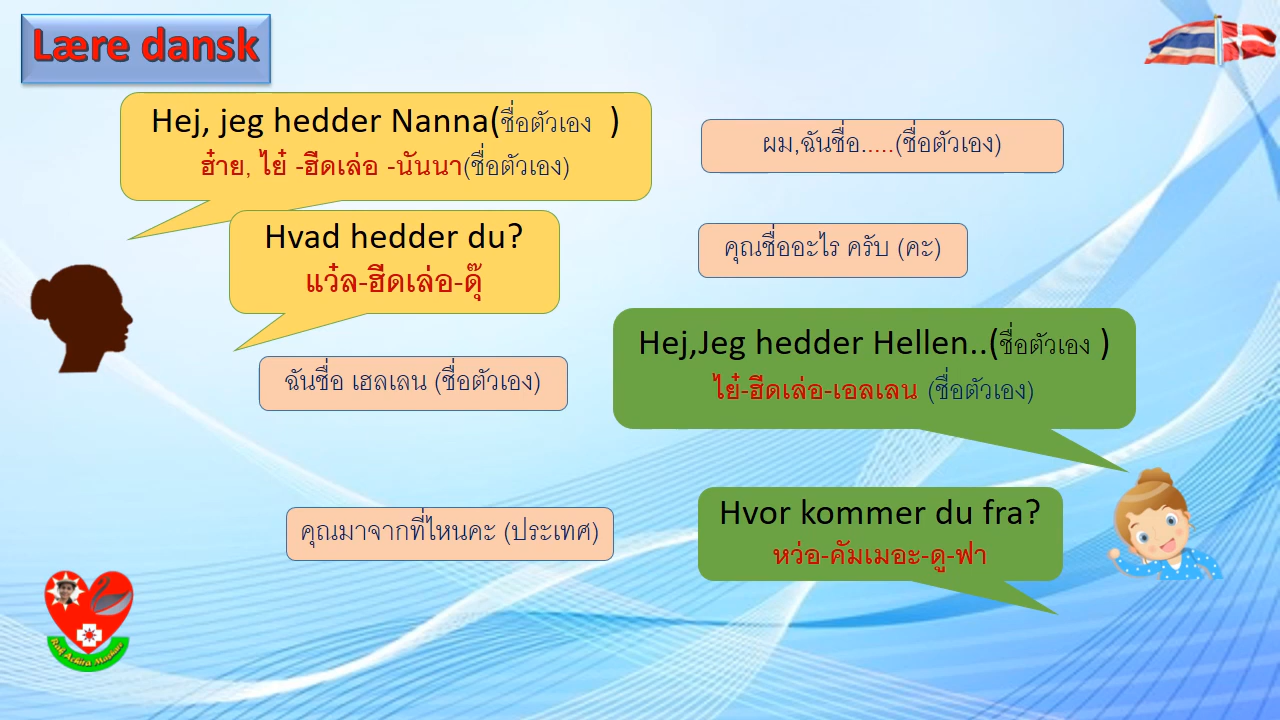 Lære dansk
Hej, jeg hedder Nanna(ชื่อตัวเอง )
ฮ๋าย, ไย๋ -ฮีดเล่อ -นันนา(ชื่อตัวเอง)
ผม,ฉันชื่อ.....(ชื่อตัวเอง)
Hvad hedder du?
แว๋ล-ฮีดเล่อ-ดุ๊
คุณชื่ออะไร ครับ (คะ)
Hej,Jeg hedder Hellen..(ชื่อตัวเอง )
ไย๋-ฮีดเล่อ-เอลเลน (ชื่อตัวเอง)
ฉันชื่อ เฮลเลน (ชื่อตัวเอง)
Hvor kommer du fra?
หว่อ-คัมเมอะ-ดู-ฟา
คุณมาจากที่ไหนคะ (ประเทศ)